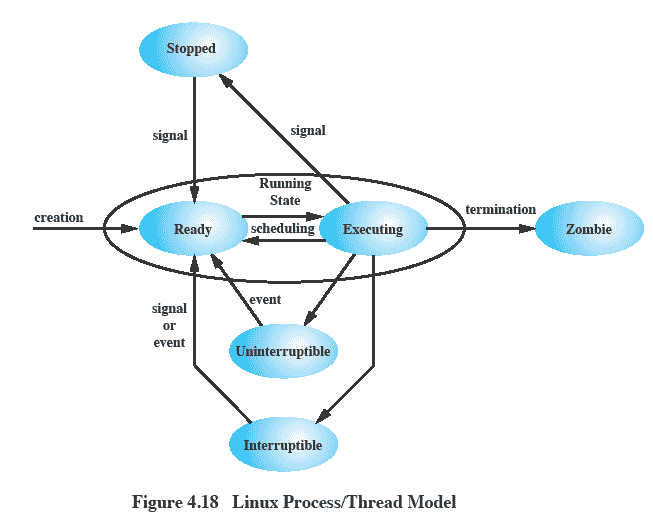 Stopped
signal
signal
Running
State
creation
Ready
scheduling
Executing
termination
Zombie
event
signal
or
event
Uninterruptible
Interruptible
Figure 4.18 Linux Process/Thread Model